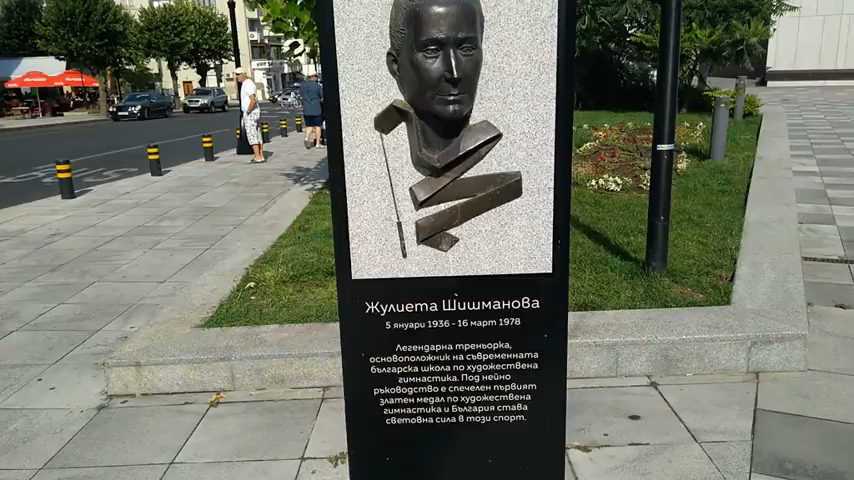 Жулиета Шишманова
5 януари 1936 - 16 март 1978
Легендарна треньорка,
основоположник на съвременната
българска школа по художествена
гимнастика. Под нейно
ръководство е спечелен първият
златен медал по художествена
гимнастика и България става
световна сила в този спорт.